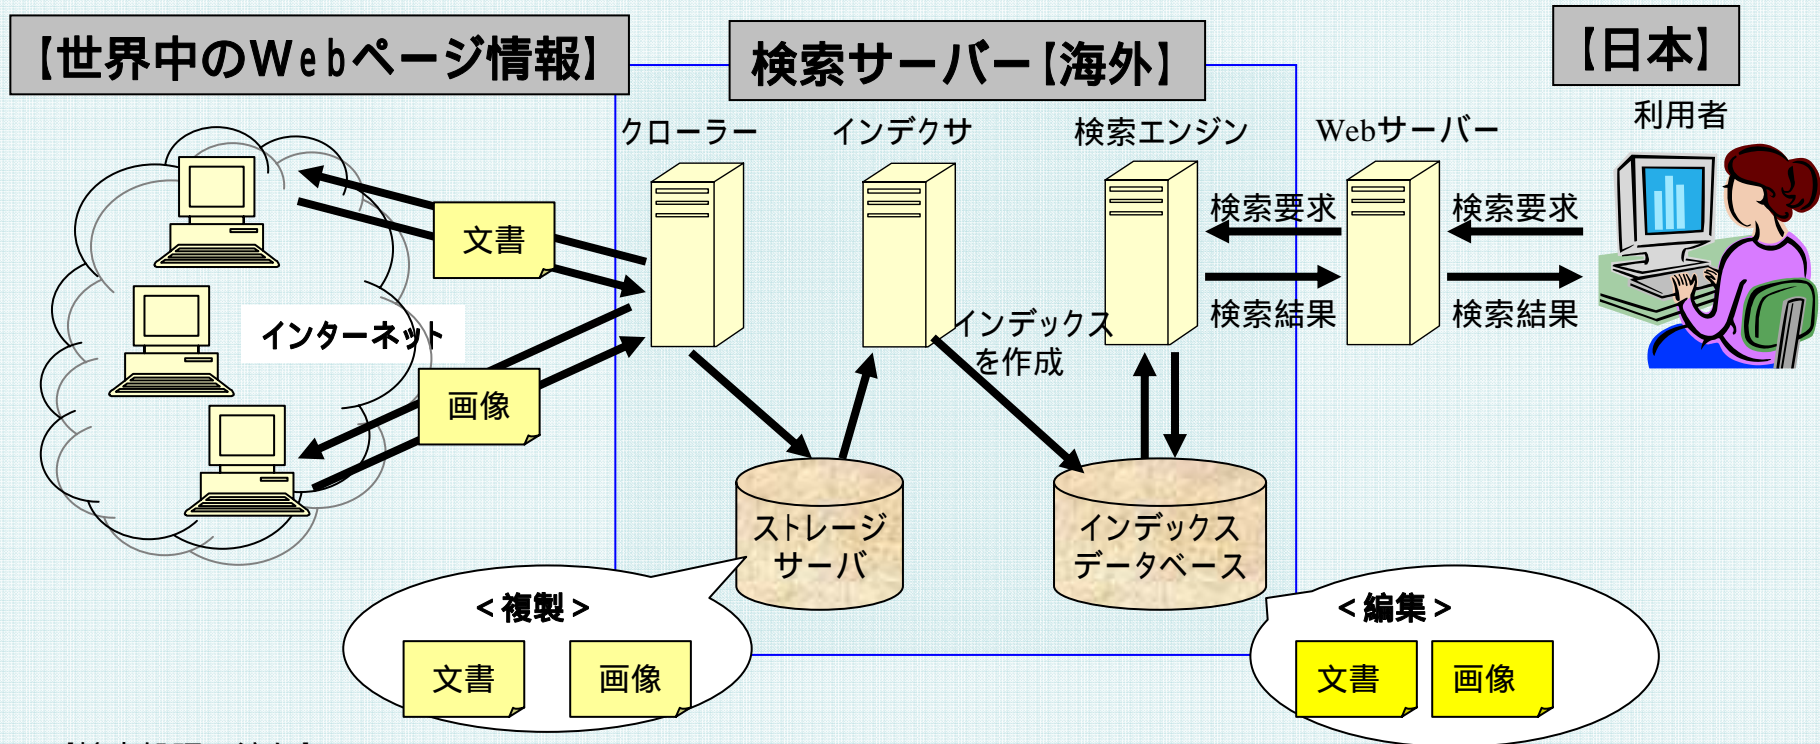 【世界中のWebページ情報】
検索サーバー【海外】
【日本】
利用者
クローラー
インデクサ
検索エンジン
Webサーバー
文書
検索要求
検索要求
インターネット
検索結果
検索結果
インデックス
を作成
画像
ストレージ
サーバ
インデックス
データベース
<複製>
文書
画像
<編集>
文書
画像